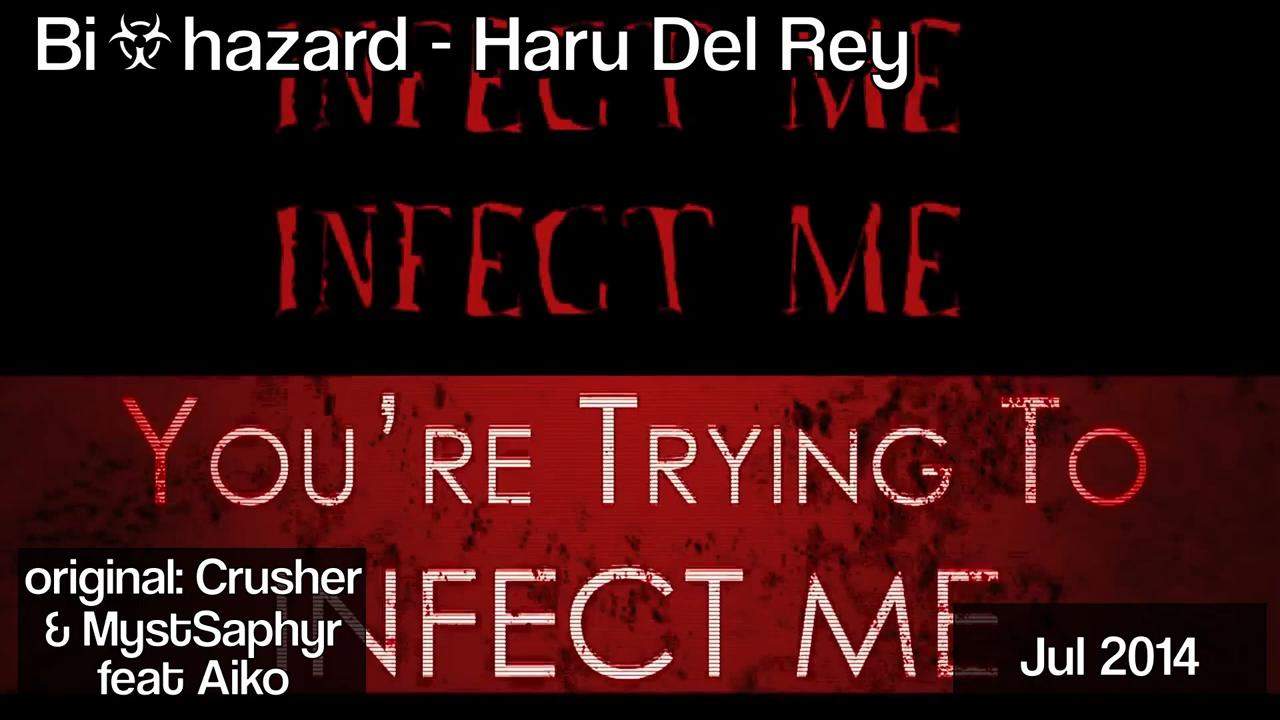 Bi☣hazard - Haru Del Rey
INFECT ME
INFECT ME
You're Trying To
Infect Me
original: Crusher
& MystSaphyr
feat Aiko
Jul 2014